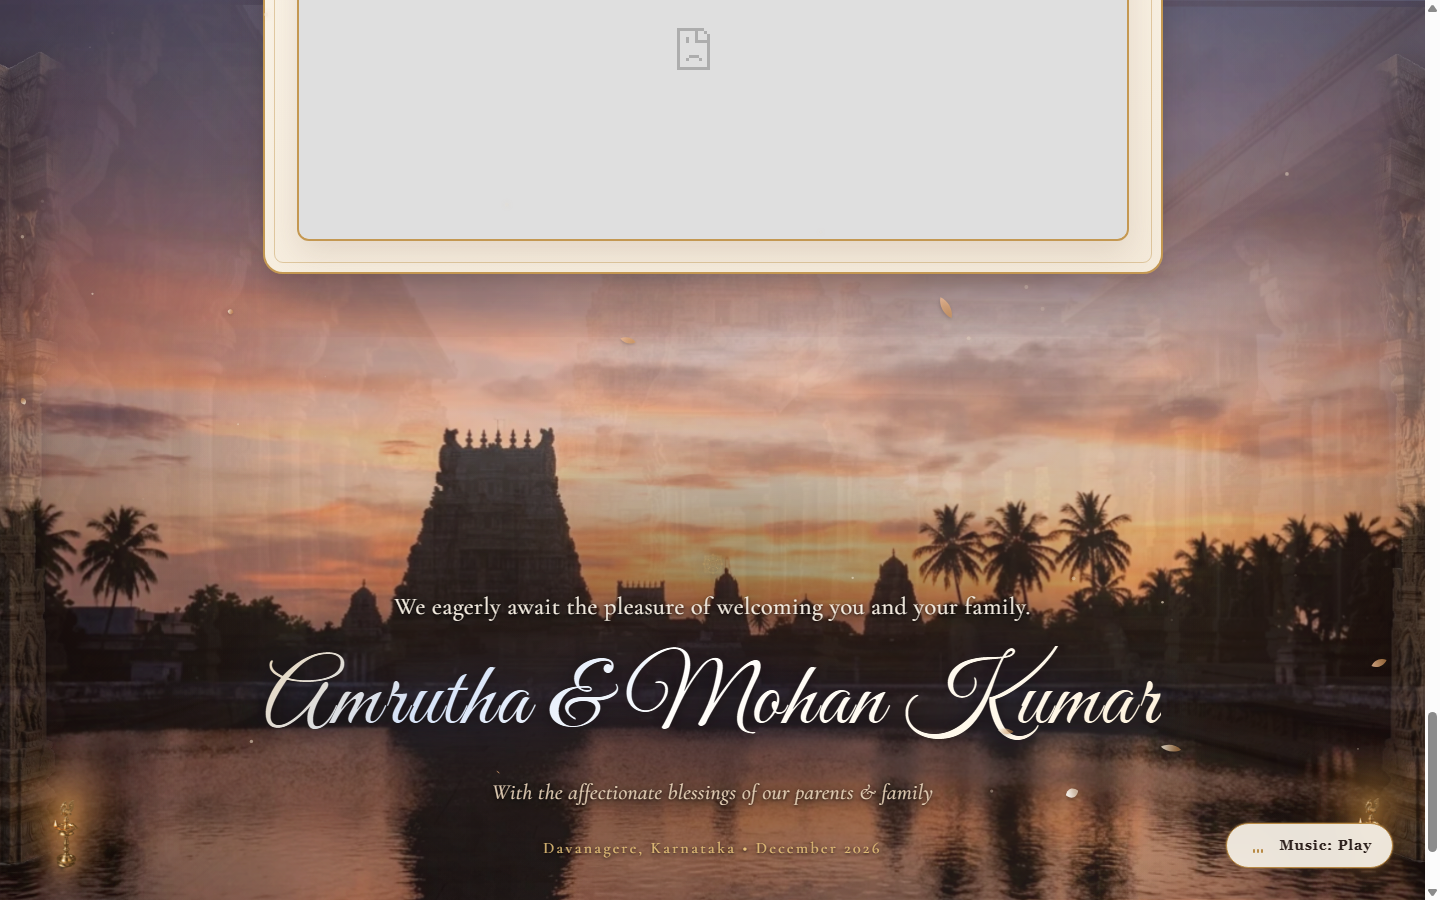 We eagerly await the pleasure of welcoming you and your family.
Amrutha & Mohan Kumar
With the affectionate blessings of our parents & family
Davanagere, Karnataka • December 2026
Music: Play